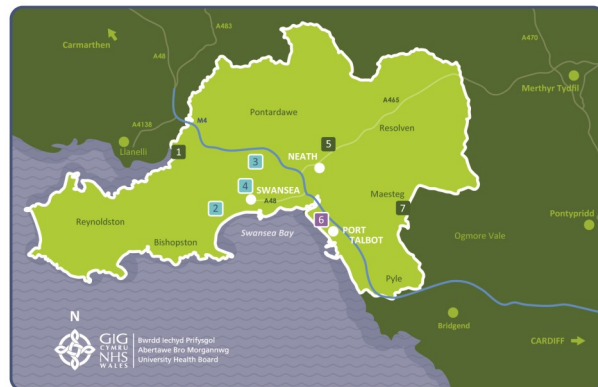 A483
A470
Carmarthen
A48
Merthyr Tydfil
A465
Pontardawe
A4138
M4
Resolven
Llanelli
5
1
3
NEATH
4
SWANSEA
Maesteg
A48
2
7
Reynoldston
6
Pontypridd
PORT
TALBOT
Swansea Bay
Ogmore Vale
Bishopston
Pyle
N
Bridgend
GIG
CYMRU
NHS
WALES
Bwrdd Iechyd Prifysgol
Abertawe Bro Morgannwg
University Health Board
CARDIFF